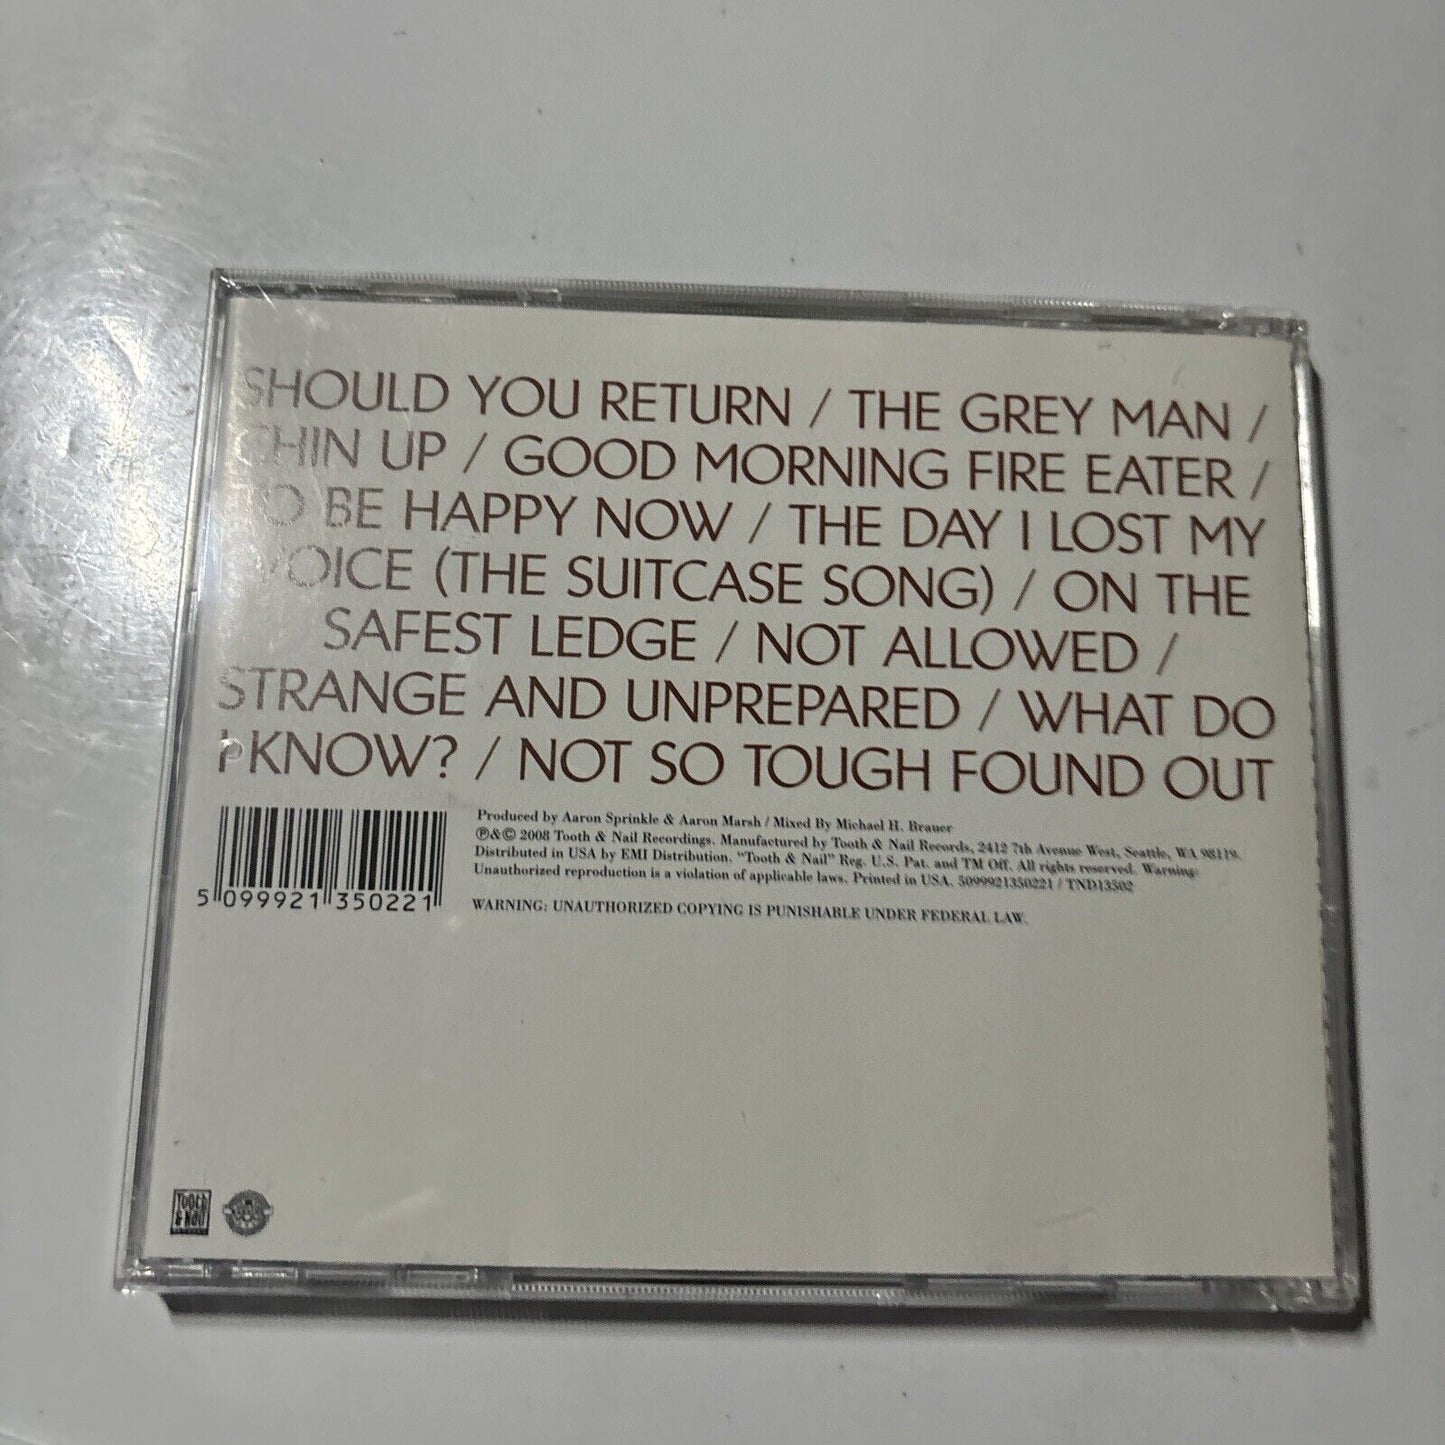 SHOULD YOU RETURN / THE GREY MAN /
CHIN UP / GOOD MORNING FIRE EATER /
TO BE HAPPY NOW / THE DAY I LOST MY
VOICE (THE SUITCASE SONG) / ON THE
SAFEST LEDGE / NOT ALLOWED /
STRANGE AND UNPREPARED / WHAT DO
I KNOW? / NOT SO TOUGH FOUND OUT
Produced by Aaron Sprinkle & Aaron Marsh / Mixed By Michael H. Brauer
℗&© 2008 Tooth & Nail Recordings. Manufactured by Tooth & Nail Records, 2412 7th Avenue West, Seattle, WA 98119.
Distributed in USA by EMI Distribution. "Tooth & Nail" Reg. U.S. Pat. and TM Off. All rights reserved. Warning:
Unauthorized reproduction is a violation of applicable laws. Printed in USA. 5099921350221 / TND13502
WARNING: UNAUTHORIZED COPYING IS PUNISHABLE UNDER FEDERAL LAW.
5 099921 350221
Tooth
& Nail